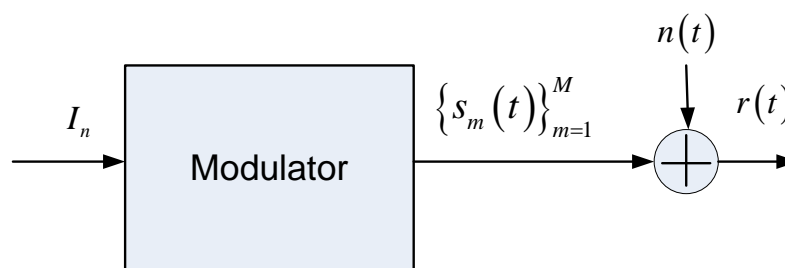 n(t)
I_n
{s_m(t)}_{m=1}^{M}
r(t)
Modulator